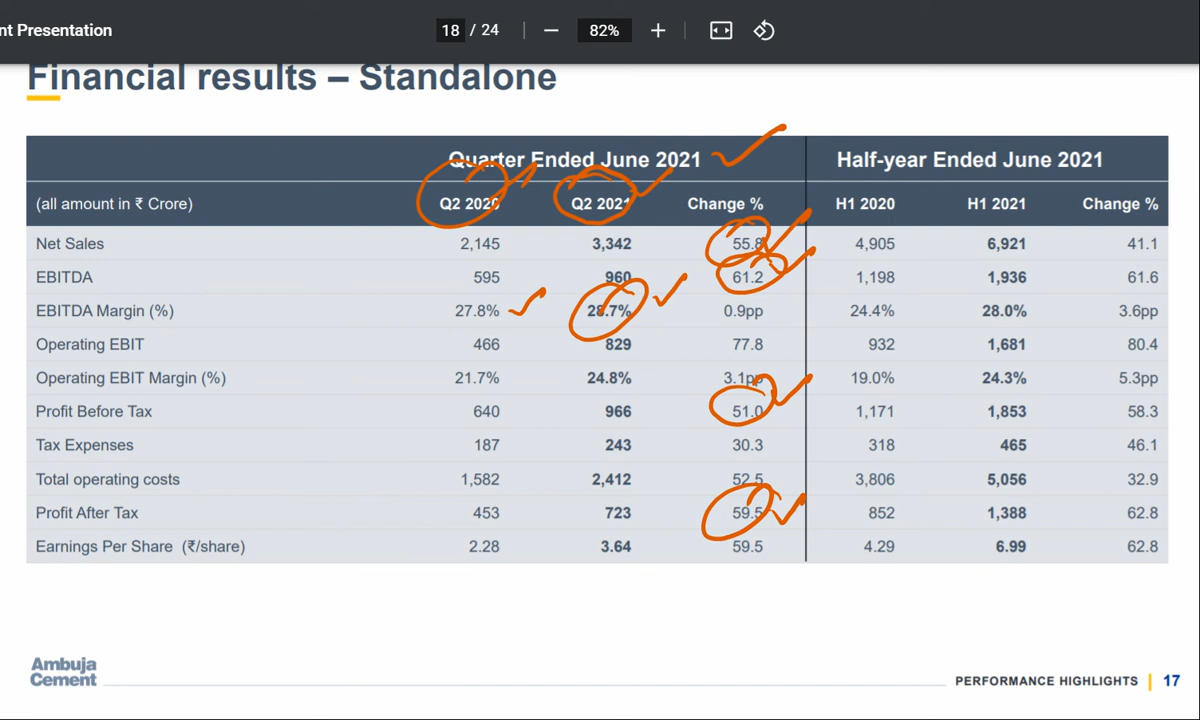 nt Presentation
18 / 24
82%
Financial results – Standalone
Quarter Ended June 2021 Half-year Ended June 2021
(all amount in ₹ Crore) Q2 2020 Q2 2021 Change % H1 2020 H1 2021 Change %
Net Sales 2,145 3,342 55.8 4,905 6,921 41.1
EBITDA 595 960 61.2 1,198 1,936 61.6
EBITDA Margin (%) 27.8% 28.7% 0.9pp 24.4% 28.0% 3.6pp
Operating EBIT 466 829 77.8 932 1,681 80.4
Operating EBIT Margin (%) 21.7% 24.8% 3.1pp 19.0% 24.3% 5.3pp
Profit Before Tax 640 966 51.0 1,171 1,853 58.3
Tax Expenses 187 243 30.3 318 465 46.1
Total operating costs 1,582 2,412 52.5 3,806 5,056 32.9
Profit After Tax 453 723 59.5 852 1,388 62.8
Earnings Per Share (₹/share) 2.28 3.64 59.5 4.29 6.99 62.8
Ambuja
Cement
PERFORMANCE HIGHLIGHTS 17